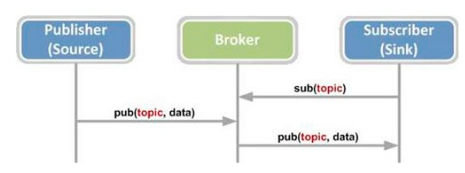 Publisher
(Source)
Broker
Subscriber
(Sink)
sub(topic)
pub(topic, data)
pub(topic, data)